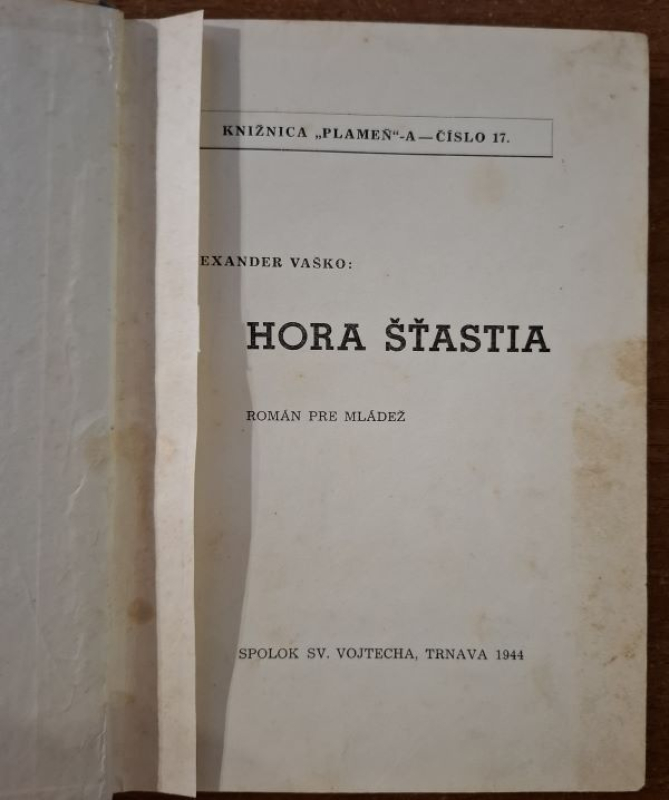 KNIŽNICA „PLAMEŇ“-A—ČÍSLO 17.
EXANDER VAŠKO:
HORA ŠŤASTIA
ROMÁN PRE MLÁDEŽ
SPOLOK SV. VOJTECHA, TRNAVA 1944